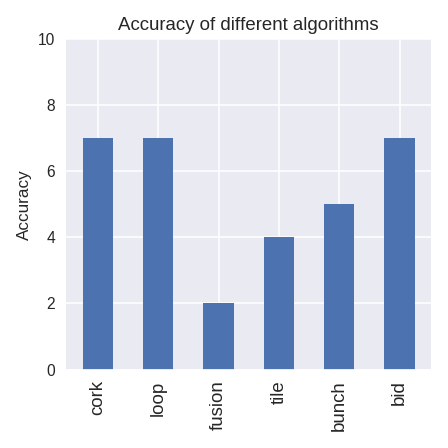 Accuracy of different algorithms
10
8
6
4
2
0
Accuracy
cork
loop
fusion
tile
bunch
bid